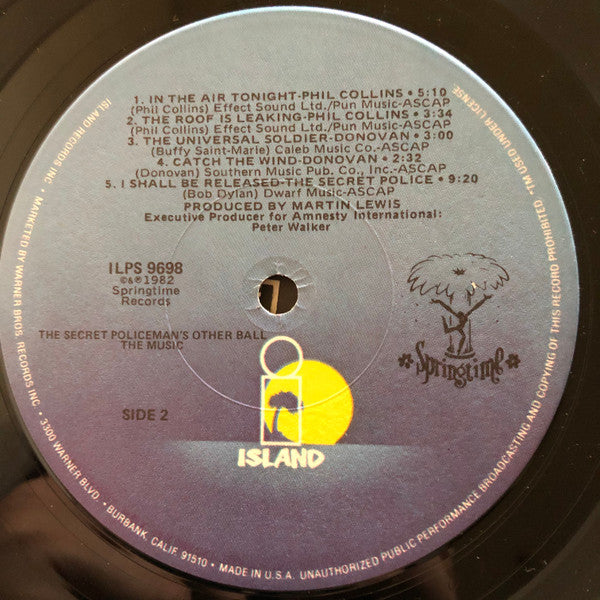 1. IN THE AIR TONIGHT-PHIL COLLINS • 5:10
(Phil Collins) Effect Sound Ltd./Pun Music-ASCAP
2. THE ROOF IS LEAKING-PHIL COLLINS • 3:34
(Phil Collins) Effect Sound Ltd./Pun Music-ASCAP
3. THE UNIVERSAL SOLDIER-DONOVAN • 3:00
(Buffy Saint-Marie) Caleb Music Co.-ASCAP
4. CATCH THE WIND-DONOVAN • 2:32
(Donovan) Southern Music Pub. Co., Inc.-ASCAP
5. I SHALL BE RELEASED-THE SECRET POLICE • 9:20
(Bob Dylan) Dwarf Music-ASCAP
PRODUCED BY MARTIN LEWIS
Executive Producer for Amnesty International:
Peter Walker
ILPS 9698
©&℗1982
Springtime
Records
Springtime
THE SECRET POLICEMAN'S OTHER BALL
THE MUSIC
SIDE 2
ISLAND
ISLAND RECORDS INC. • MARKETED BY WARNER BROS. RECORDS INC • 3300 WARNER BLVD. • BURBANK, CALIF. 91510 • MADE IN U.S.A. UNAUTHORIZED PUBLIC PERFORMANCE BROADCASTING AND COPYING OF THIS RECORD PROHIBITED • TM USED UNDER LICENSE